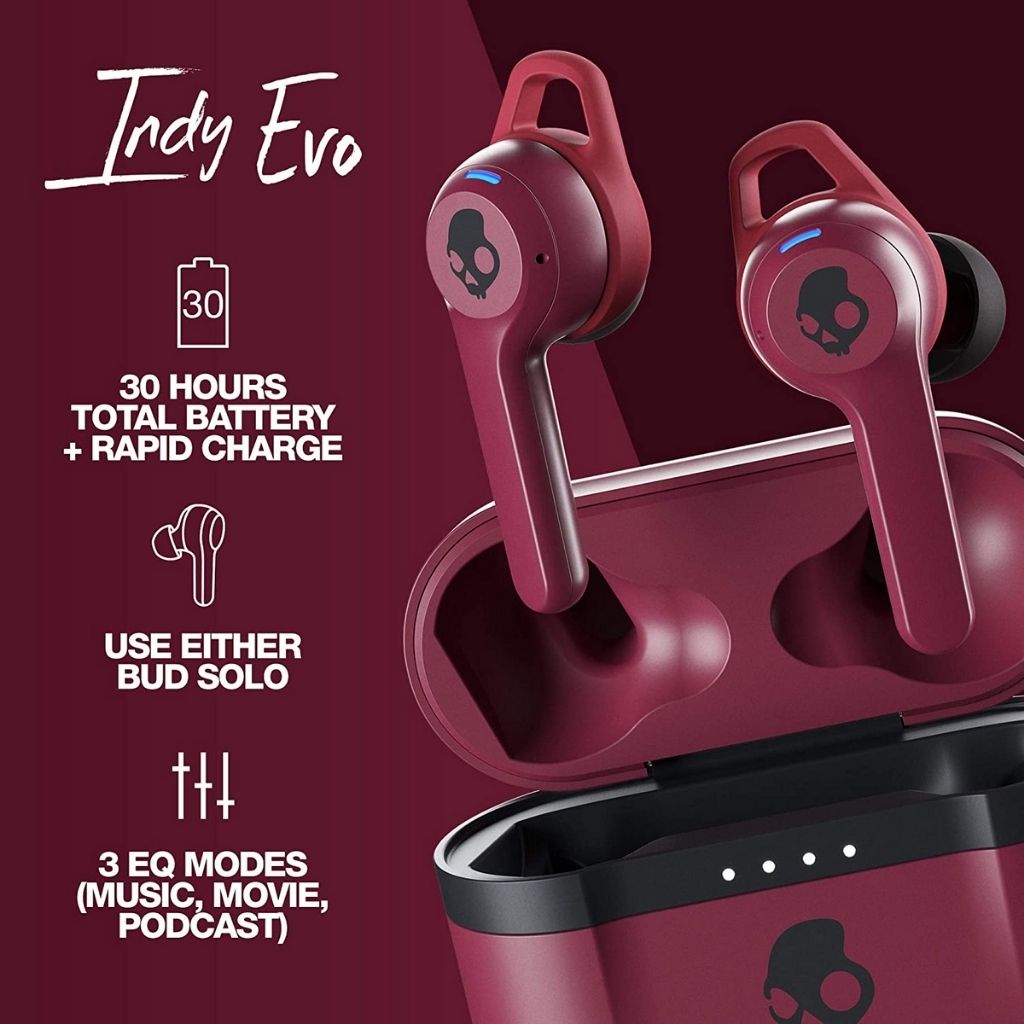 Indy Evo
30
30 HOURS
TOTAL BATTERY
+ RAPID CHARGE
USE EITHER
BUD SOLO
3 EQ MODES
(MUSIC, MOVIE,
PODCAST)